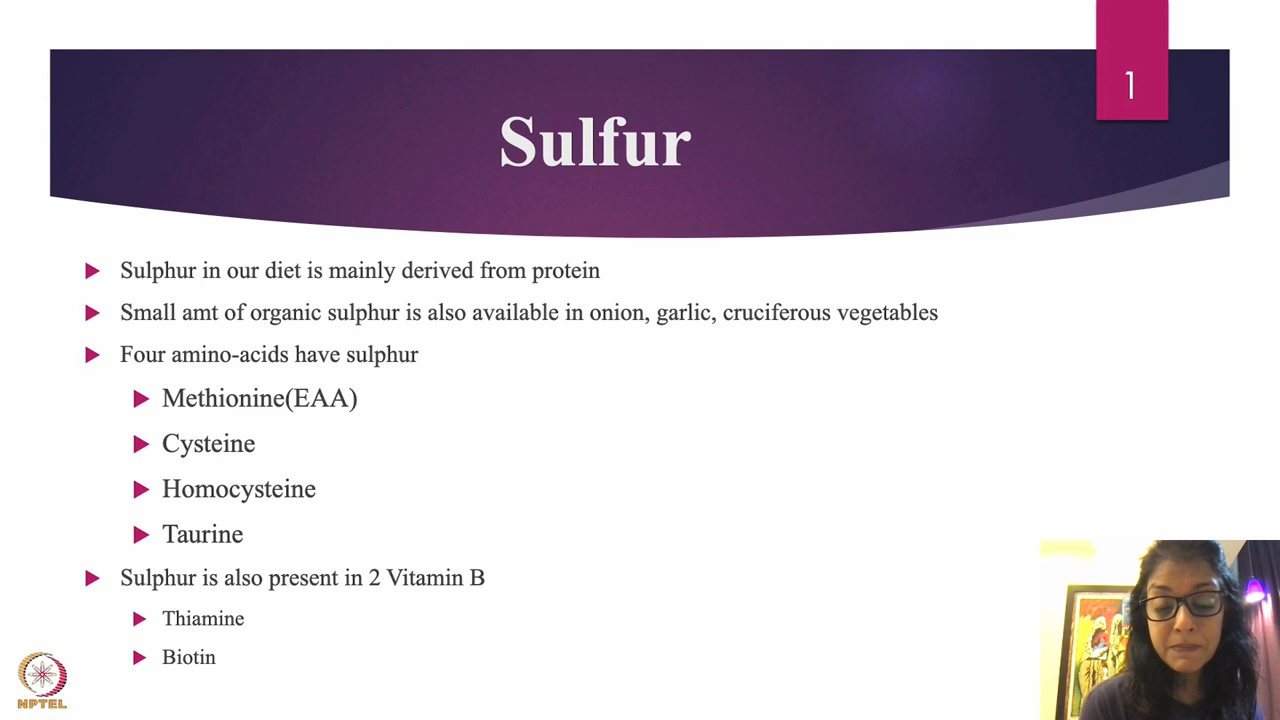 1
Sulfur
Sulphur in our diet is mainly derived from protein
Small amt of organic sulphur is also available in onion, garlic, cruciferous vegetables
Four amino-acids have sulphur
Methionine(EAA)
Cysteine
Homocysteine
Taurine
Sulphur is also present in 2 Vitamin B
Thiamine
Biotin
NPTEL